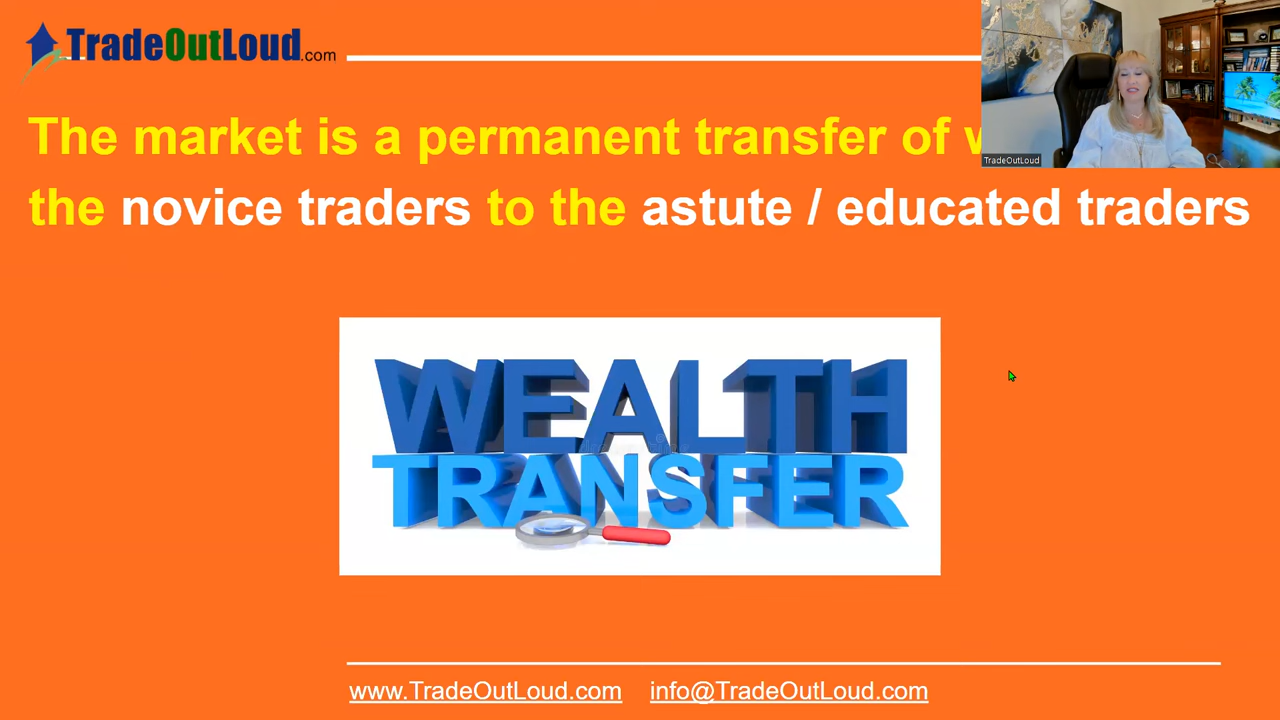 TradeOutLoud.com
The market is a permanent transfer of
the novice traders to the astute / educated traders
TradeOutLoud
WEALTH
TRANSFER
www.TradeOutLoud.com info@TradeOutLoud.com